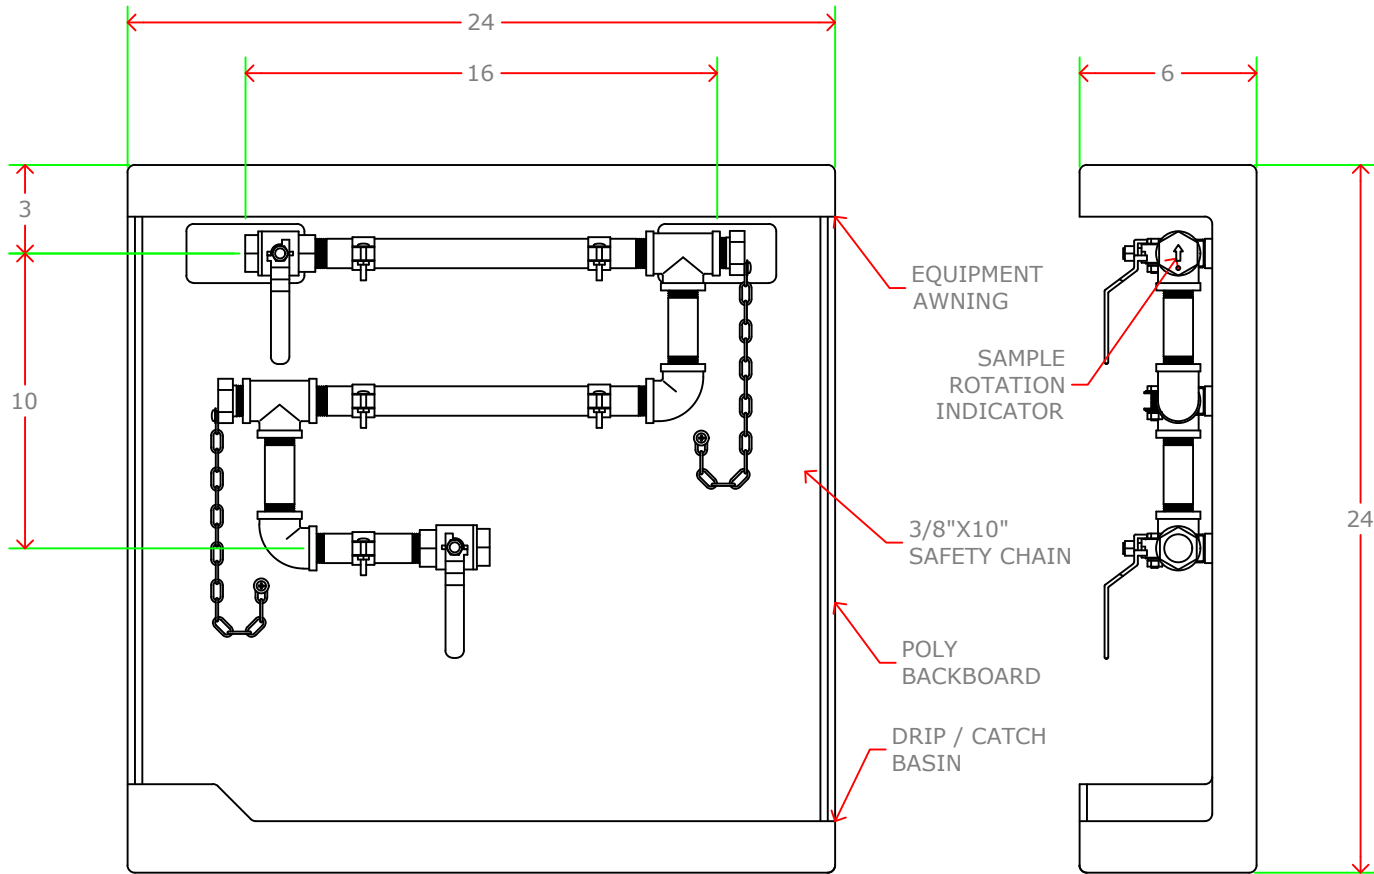 24
16
6
3
10
EQUIPMENT
AWNING
SAMPLE
ROTATION
INDICATOR
3/8"X10"
SAFETY CHAIN
24
POLY
BACKBOARD
DRIP / CATCH
BASIN